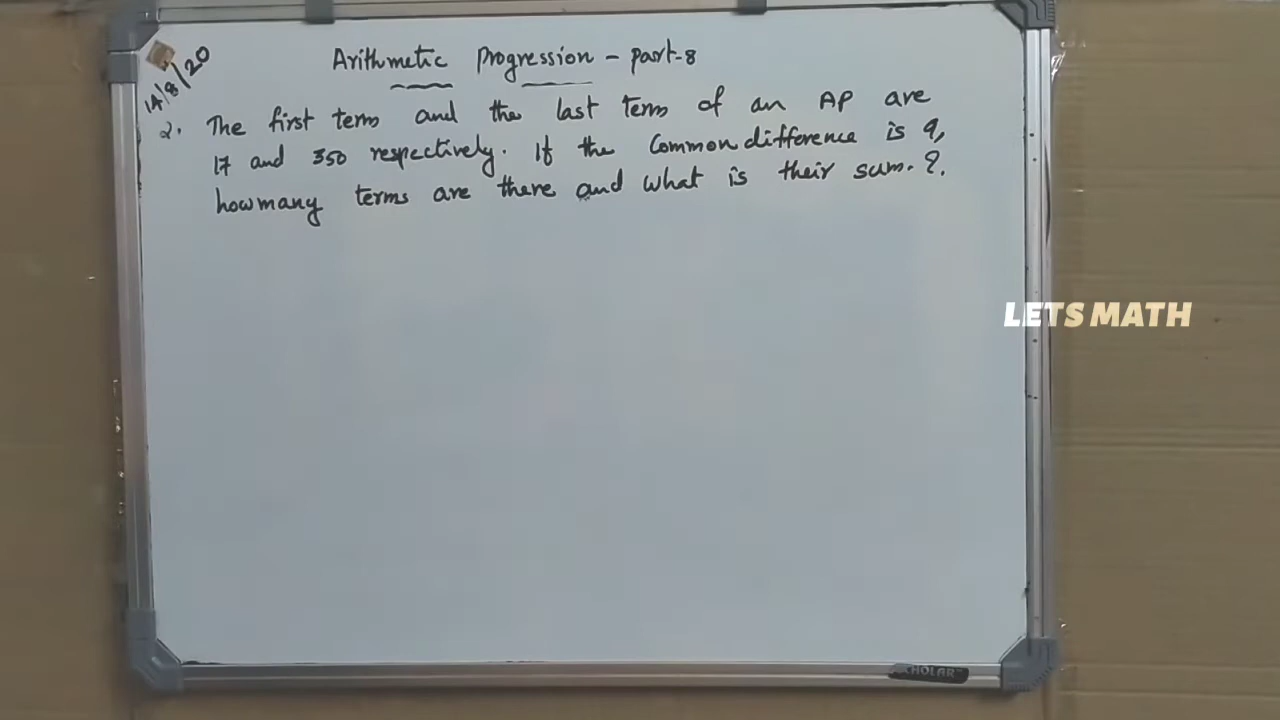 Arithmetic Progression - part-8
14/8/20
2. The first term and the last term of an AP are
17 and 350 respectively. If the Common difference is 9,
howmany terms are there and what is their sum.?.
LETS MATH
SCHOLAR